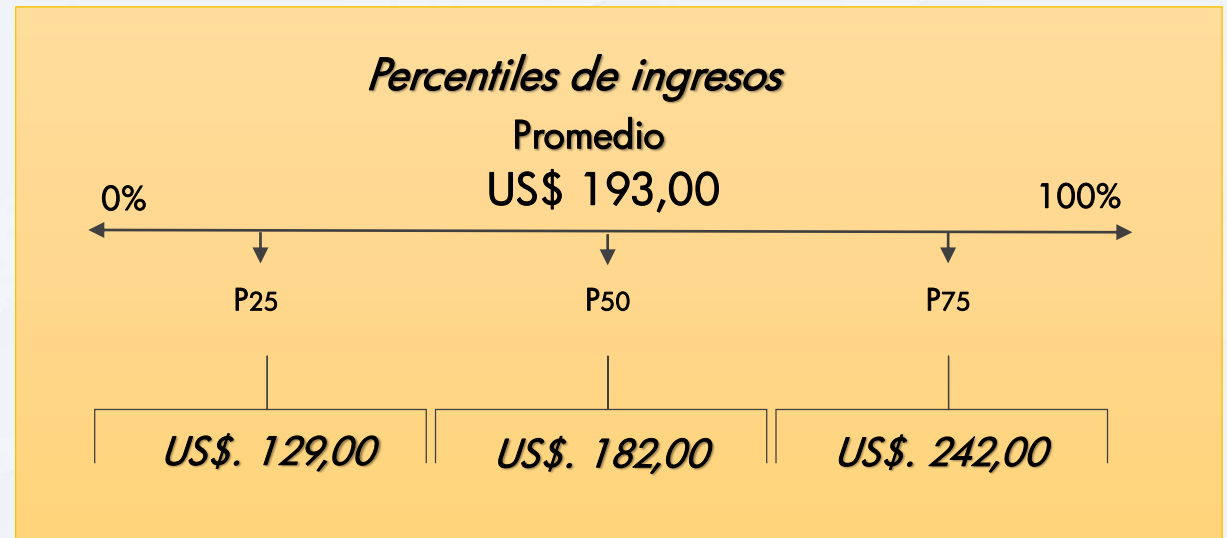 Percentiles de ingresos
Promedio
US$ 193,00
0%
100%
P25
P50
P75
US$. 129,00
US$. 182,00
US$. 242,00